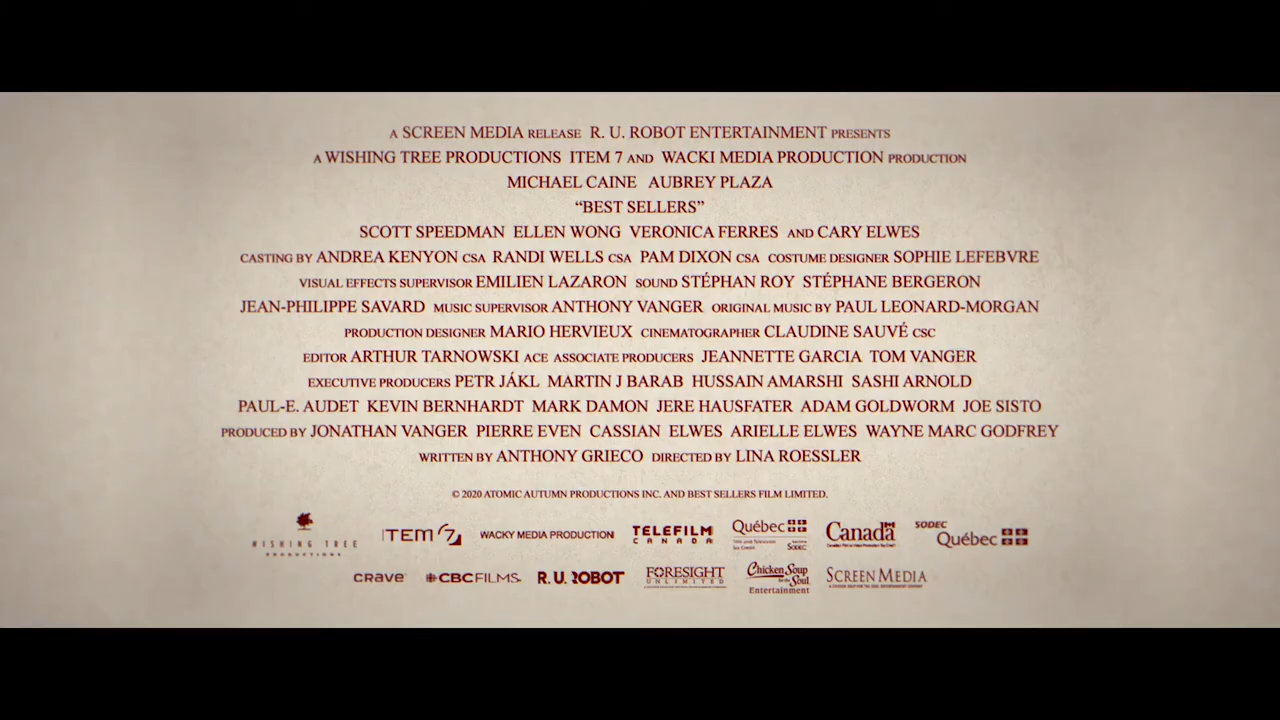 A SCREEN MEDIA RELEASE R. U. ROBOT ENTERTAINMENT PRESENTS
A WISHING TREE PRODUCTIONS ITEM 7 AND WACKI MEDIA PRODUCTION PRODUCTION
MICHAEL CAINE AUBREY PLAZA
“BEST SELLERS”
SCOTT SPEEDMAN ELLEN WONG VERONICA FERRES AND CARY ELWES
CASTING BY ANDREA KENYON CSA RANDI WELLS CSA PAM DIXON CSA COSTUME DESIGNER SOPHIE LEFEBVRE
VISUAL EFFECTS SUPERVISOR EMILIEN LAZARON SOUND STÉPHAN ROY STÉPHANE BERGERON
JEAN-PHILIPPE SAVARD MUSIC SUPERVISOR ANTHONY VANGER ORIGINAL MUSIC BY PAUL LEONARD-MORGAN
PRODUCTION DESIGNER MARIO HERVIEUX CINEMATOGRAPHER CLAUDINE SAUVÉ CSC
EDITOR ARTHUR TARNOWSKI ACE ASSOCIATE PRODUCERS JEANNETTE GARCIA TOM VANGER
EXECUTIVE PRODUCERS PETR JÁKL MARTIN J BARAB HUSSAIN AMARSHI SASHI ARNOLD
PAUL-E. AUDET KEVIN BERNHARDT MARK DAMON JERE HAUSFATER ADAM GOLDWORM JOE SISTO
PRODUCED BY JONATHAN VANGER PIERRE EVEN CASSIAN ELWES ARIELLE ELWES WAYNE MARC GODFREY
WRITTEN BY ANTHONY GRIECO DIRECTED BY LINA ROESSLER
© 2020 ATOMIC AUTUMN PRODUCTIONS INC. AND BEST SELLERS FILM LIMITED.
WISHING TREE
PRODUCTIONS
ITEM 7
WACKY MEDIA PRODUCTION
TELEFILM
CANADA
Québec
Film and Television
Tax Credit
SODEC
Canada
SODEC
Québec
CRAVE
CBC FILMS
R. U. ROBOT
FORESIGHT
UNLIMITED
Chicken Soup
for the Soul
Entertainment
SCREEN MEDIA